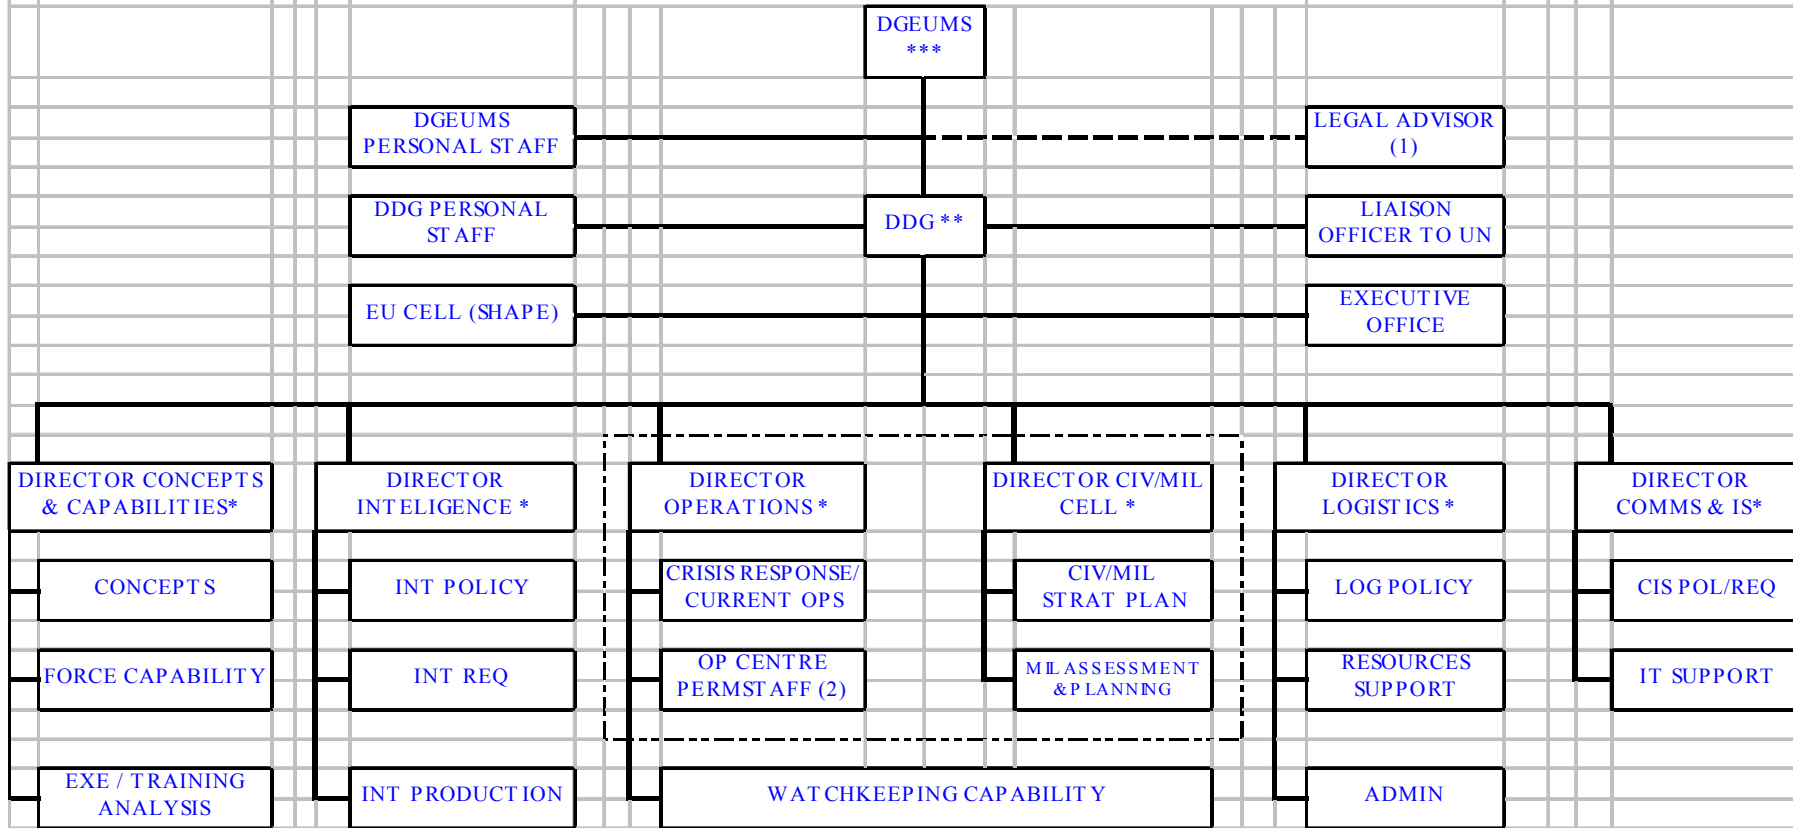 DGEUMS
***
DGEUMS
PERSONAL STAFF
LEGAL ADVISOR
(1)
DDG PERSONAL
STAFF
DDG **
LIAISON
OFFICER TO UN
EU CELL (SHAPE)
EXECUTIVE
OFFICE
DIRECTOR CONCEPTS
& CAPABILITIES*
DIRECTOR
INTELIGENCE *
DIRECTOR
OPERATIONS *
DIRECTOR CIV/MIL
CELL *
DIRECTOR
LOGISTICS *
DIRECTOR
COMMS & IS*
CONCEPTS
INT POLICY
CRISIS RESPONSE/
CURRENT OPS
CIV/MIL
STRAT PLAN
LOG POLICY
CIS POL/REQ
FORCE CAPABILITY
INT REQ
OP CENTRE
PERMSTAFF (2)
MIL ASSESSMENT
& PLANNING
RESOURCES
SUPPORT
IT SUPPORT
EXE / TRAINING
ANALYSIS
INT PRODUCTION
WATCHKEEPING CAPABILITY
ADMIN